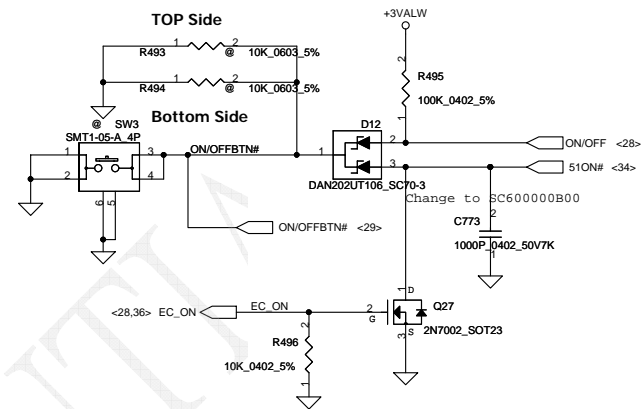 TOP Side
+3VALW
1 2
R493 @ 10K_0603_5%
1 2
R494 @ 10K_0603_5%
2
R495
100K_0402_5%
1
Bottom Side
@ SW3
SMT1-05-A_4P
D12
1 3
2 4
ON/OFFBTN#
1 2
3
ON/OFF <28>
51ON# <34>
DAN202UT106_SC70-3
Change to SC600000B00
6 5
ON/OFFBTN# <29>
2
C773
1000P_0402_50V7K
1
1 D
Q27
<28,36> EC_ON
EC_ON
2 G
S
3
2N7002_SOT23
2
R496
10K_0402_5%
1